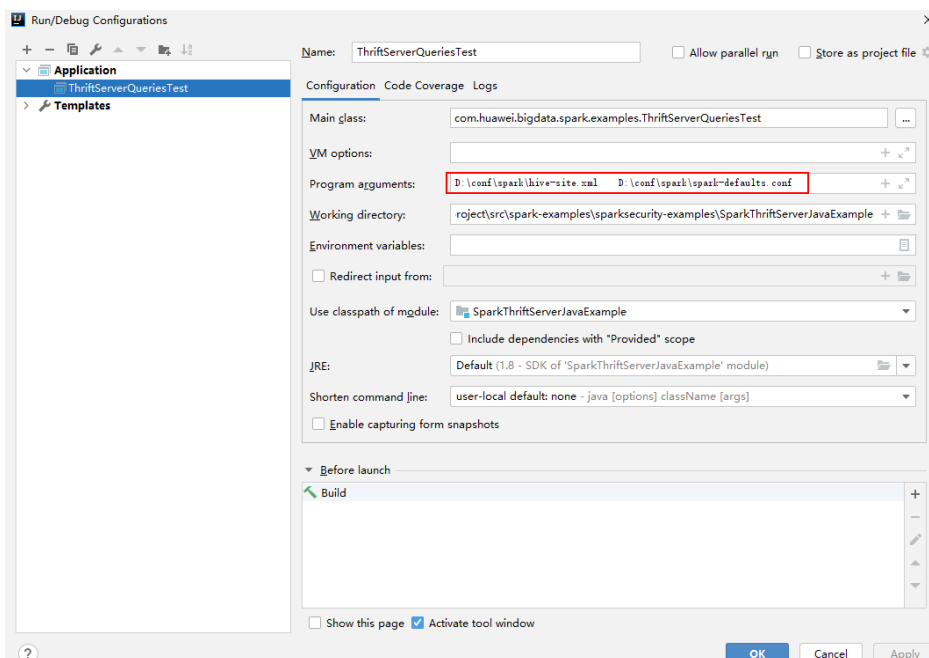 Run/Debug Configurations
Name: ThriftServerQueriesTest Allow parallel run Store as project file
Application
ThriftServerQueriesTest
Templates
Configuration Code Coverage Logs
Main class: com.huawei.bigdata.spark.examples.ThriftServerQueriesTest ...
VM options:
Program arguments: D:\conf\spark\hive-site.xml D:\conf\spark\spark-defaults.conf
Working directory: roject\src\spark-examples\sparksecurity-examples\SparkThriftServerJavaExample
Environment variables:
Redirect input from:
Use classpath of module: SparkThriftServerJavaExample
Include dependencies with "Provided" scope
JRE: Default (1.8 - SDK of 'SparkThriftServerJavaExample' module)
Shorten command line: user-local default: none - java [options] className [args]
Enable capturing form snapshots
Before launch
Build
Show this page Activate tool window
? OK Cancel Apply